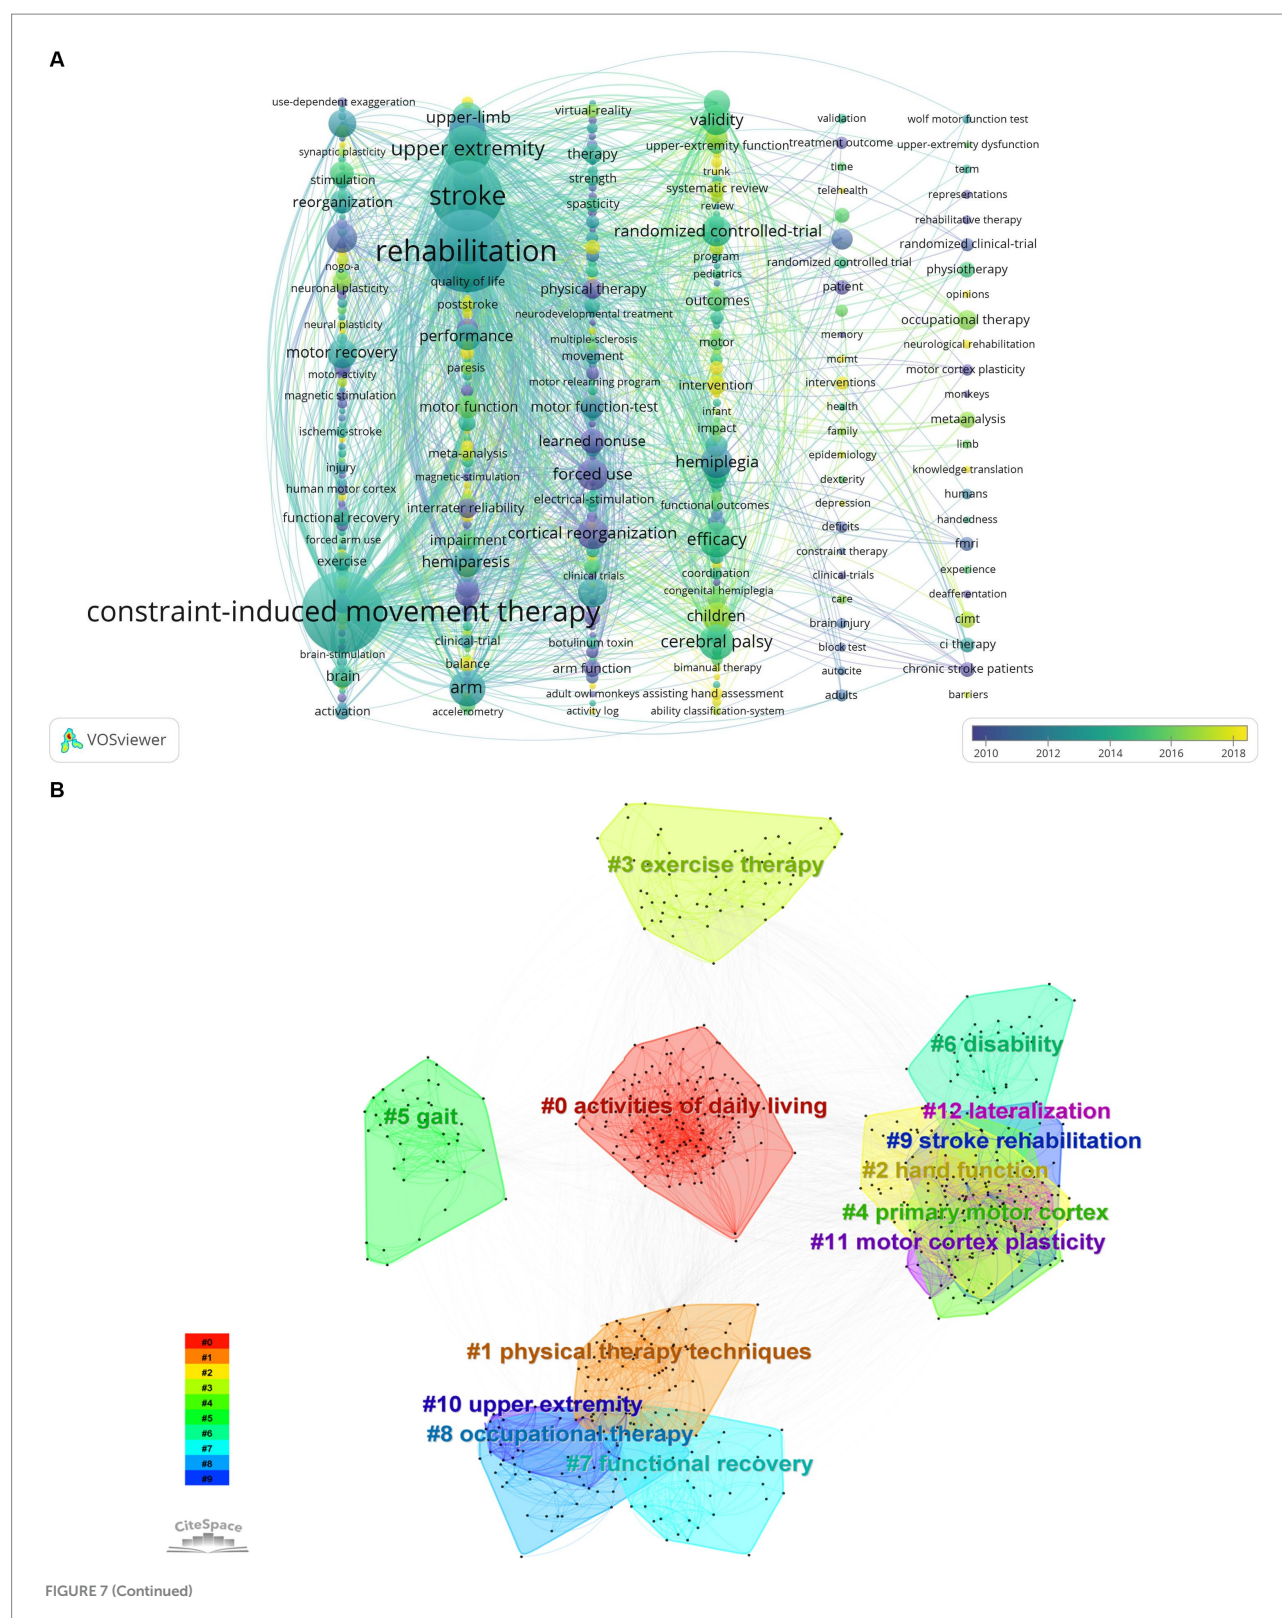 A
use-dependent exaggeration
synaptic plasticity
stimulation
reorganization
nogo-a
neuronal plasticity
neural plasticity
motor recovery
motor activity
magnetic stimulation
ischemic-stroke
injury
human motor cortex
functional recovery
forced arm use
exercise
constraint-induced movement therapy
brain-stimulation
brain
activation
upper-limb
upper extremity
stroke
rehabilitation
quality of life
poststroke
performance
paresis
motor function
meta-analysis
magnetic-stimulation
interrater reliability
impairment
hemiparesis
clinical-trial
balance
arm
accelerometry
virtual-reality
therapy
strength
spasticity
physical therapy
neurodevelopmental treatment
multiple-sclerosis
movement
motor relearning program
motor function-test
learned nonuse
forced use
electrical-stimulation
cortical reorganization
clinical trials
botulinum toxin
arm function
adult owl monkeys
activity log
validity
upper-extremity function
trunk
systematic review
review
randomized controlled-trial
program
pediatrics
outcomes
motor
intervention
infant
impact
hemiplegia
functional outcomes
efficacy
coordination
congenital hemiplegia
children
cerebral palsy
bimanual therapy
assisting hand assessment
ability classification-system
validation
treatment outcome
time
telehealth
randomized controlled trial
patient
memory
mcimt
interventions
health
family
epidemiology
dexterity
depression
deficits
constraint therapy
clinical-trials
care
brain injury
block test
autocite
adults
wolf motor function test
upper-extremity dysfunction
term
representations
rehabilitative therapy
randomized clinical-trial
physiotherapy
opinions
occupational therapy
neurological rehabilitation
motor cortex plasticity
monkeys
metaanalysis
limb
knowledge translation
humans
handedness
fmri
experience
deafferentation
cimt
ci therapy
chronic stroke patients
barriers
VOSviewer
2010 2012 2014 2016 2018
B
#3 exercise therapy
#6 disability
#0 activities of daily living
#5 gait
#12 lateralization
#9 stroke rehabilitation
#2 hand function
#4 primary motor cortex
#11 motor cortex plasticity
#1 physical therapy techniques
#10 upper extremity
#8 occupational therapy
#7 functional recovery
#0
#1
#2
#3
#4
#5
#6
#7
#8
#9
CiteSpace
FIGURE 7 (Continued)